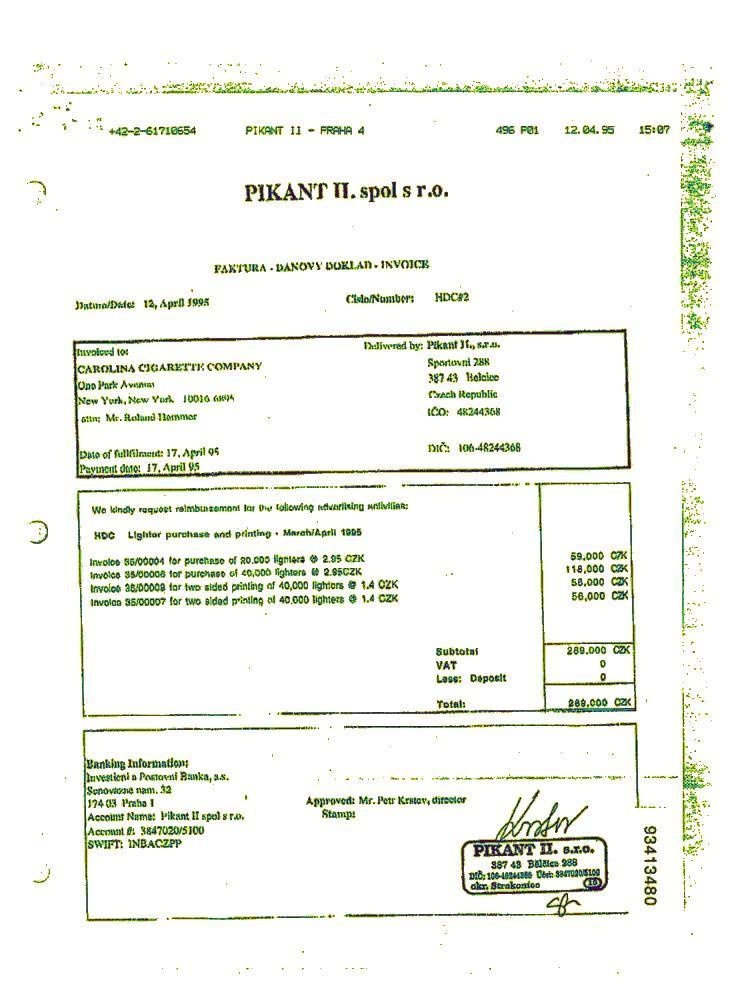 +42-2-61710654 PIKANT II - PRAHA 4 496 P01 12.04.95 15:07
PIKANT II. spol s r.o.
FAKTURA - DANOVY DOKLAD - INVOICE
Datum/Date: 12, April 1995 Cislo/Number: HDC#2
Invoiced to: Delivered by: Pikant II., s.r.o.
CAROLINA CIGARETTE COMPANY Sportovni 288
One Park Avenue 387 43 Belcice
New York, New York 10016 6894 Czech Republic
attn: Mr. Roland Hammer IČO: 48244368
Date of fullfilment: 17, April 95 DIČ: 106-48244368
Payment date: 17, April 95
We kindly request reimbursement for the following advertising activities:
HDC Lighter purchase and printing - March/April 1995
Invoice 35/00004 for purchase of 20,000 lighters @ 2.95 CZK 59,000 CZK
Invoice 35/00006 for purchase of 40,000 lighters @ 2.95CZK 118,000 CZK
Invoice for two sided printing of 40,000 lighters @ 1.4 CZK 56,000 CZK
Invoice 35/00007 for two sided printing of 40,000 lighters @ 1.4 CZK 56,000 CZK
Subtotal 289,000 CZK
VAT 0
Less: Deposit 0
Total: 289,000 CZK
Banking Information:
Investicni a Postovni Banka, a.s.
Senovazne nam. 32
174 03 Praha 1 Approved: Mr. Petr Krstev, director
Account Name: Pikant II spol s r.o. Stamp:
Account #: 3847020/5100
SWIFT: INBACZPP
PIKANT II. s.r.o.
387 43 Bělčice 288
DIČ: 106-48244368 Účet: 3847020/5100
okr. Strakonice
93413480